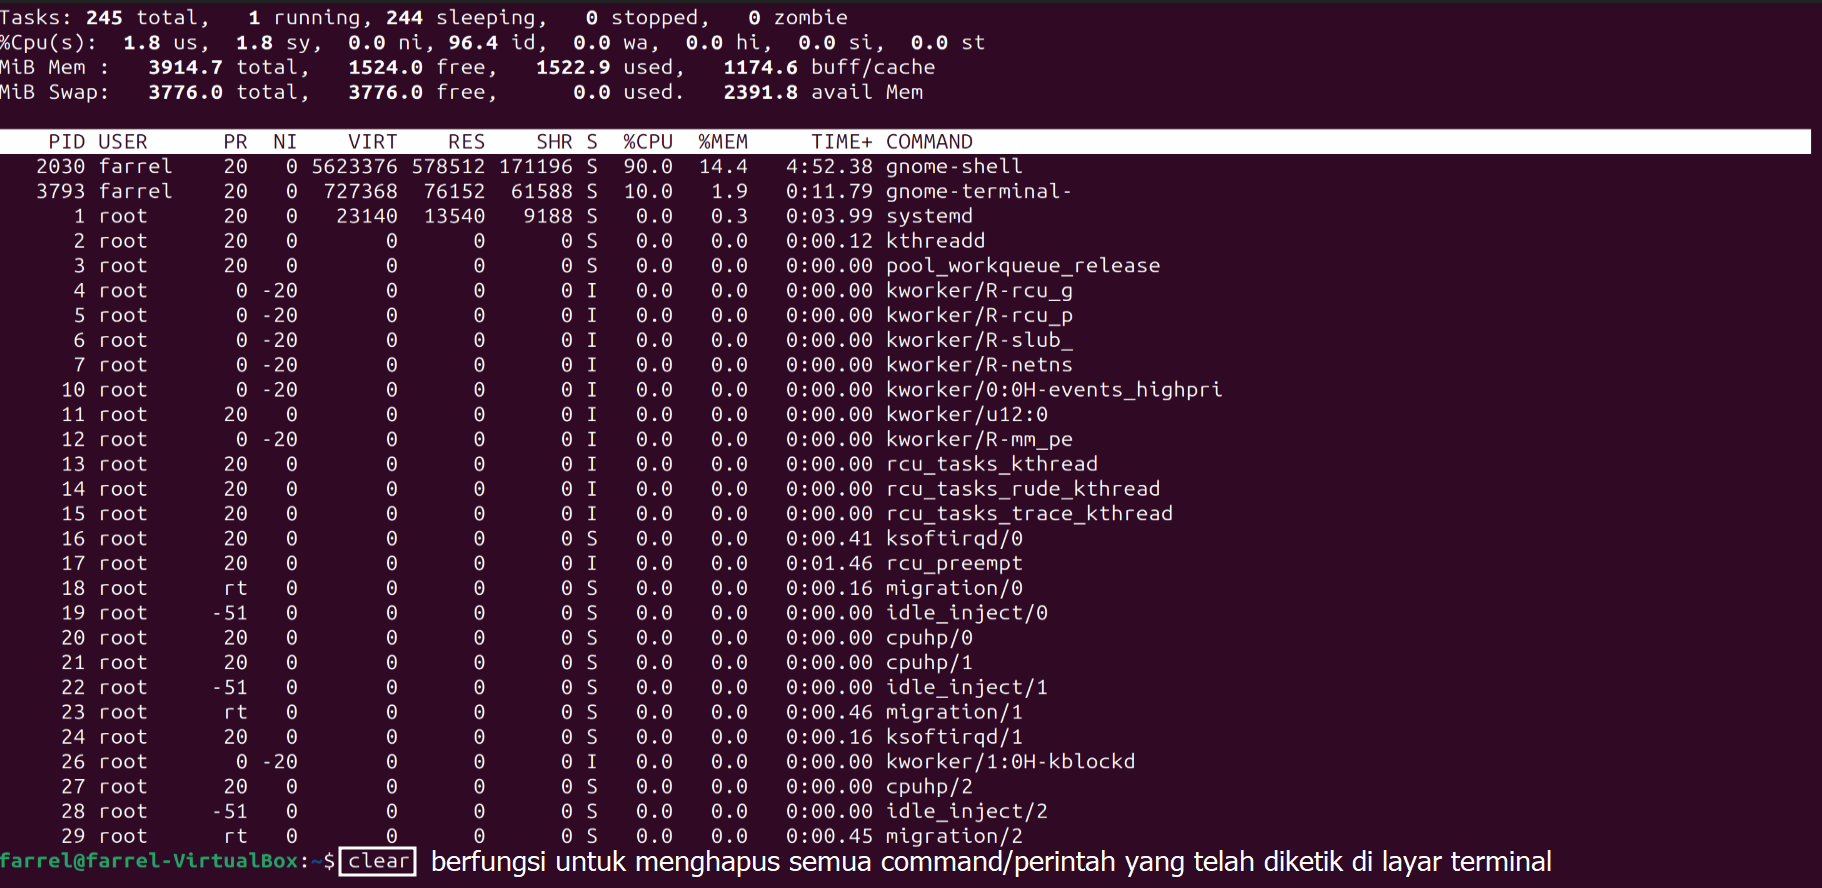 Tasks: 245 total,   1 running, 244 sleeping,   0 stopped,   0 zombie
%Cpu(s):  1.8 us,  1.8 sy,  0.0 ni, 96.4 id,  0.0 wa,  0.0 hi,  0.0 si,  0.0 st
MiB Mem :   3914.7 total,   1524.0 free,   1522.9 used,   1174.6 buff/cache
MiB Swap:   3776.0 total,   3776.0 free,      0.0 used.   2391.8 avail Mem
PID USER      PR  NI    VIRT    RES    SHR S  %CPU  %MEM     TIME+ COMMAND
2030 farrel    20   0 5623376 578512 171196 S  90.0  14.4   4:52.38 gnome-shell
3793 farrel    20   0  727368  76152  61588 S  10.0   1.9   0:11.79 gnome-terminal-
1 root      20   0   23140  13540   9188 S   0.0   0.3   0:03.99 systemd
2 root      20   0       0      0      0 S   0.0   0.0   0:00.12 kthreadd
3 root      20   0       0      0      0 S   0.0   0.0   0:00.00 pool_workqueue_release
4 root       0 -20       0      0      0 I   0.0   0.0   0:00.00 kworker/R-rcu_g
5 root       0 -20       0      0      0 I   0.0   0.0   0:00.00 kworker/R-rcu_p
6 root       0 -20       0      0      0 I   0.0   0.0   0:00.00 kworker/R-slub_
7 root       0 -20       0      0      0 I   0.0   0.0   0:00.00 kworker/R-netns
10 root       0 -20       0      0      0 I   0.0   0.0   0:00.00 kworker/0:0H-events_highpri
11 root      20   0       0      0      0 I   0.0   0.0   0:00.00 kworker/u12:0
12 root       0 -20       0      0      0 I   0.0   0.0   0:00.00 kworker/R-mm_pe
13 root      20   0       0      0      0 I   0.0   0.0   0:00.00 rcu_tasks_kthread
14 root      20   0       0      0      0 I   0.0   0.0   0:00.00 rcu_tasks_rude_kthread
15 root      20   0       0      0      0 I   0.0   0.0   0:00.00 rcu_tasks_trace_kthread
16 root      20   0       0      0      0 S   0.0   0.0   0:00.41 ksoftirqd/0
17 root      20   0       0      0      0 I   0.0   0.0   0:01.46 rcu_preempt
18 root      rt   0       0      0      0 S   0.0   0.0   0:00.16 migration/0
19 root     -51   0       0      0      0 S   0.0   0.0   0:00.00 idle_inject/0
20 root      20   0       0      0      0 S   0.0   0.0   0:00.00 cpuhp/0
21 root      20   0       0      0      0 S   0.0   0.0   0:00.00 cpuhp/1
22 root     -51   0       0      0      0 S   0.0   0.0   0:00.00 idle_inject/1
23 root      rt   0       0      0      0 S   0.0   0.0   0:00.46 migration/1
24 root      20   0       0      0      0 S   0.0   0.0   0:00.16 ksoftirqd/1
26 root       0 -20       0      0      0 I   0.0   0.0   0:00.00 kworker/1:0H-kblockd
27 root      20   0       0      0      0 S   0.0   0.0   0:00.00 cpuhp/2
28 root     -51   0       0      0      0 S   0.0   0.0   0:00.00 idle_inject/2
29 root      rt   0       0      0      0 S   0.0   0.0   0:00.45 migration/2
farrel@farrel-VirtualBox:~$ clear berfungsi untuk menghapus semua command/perintah yang telah diketik di layar terminal